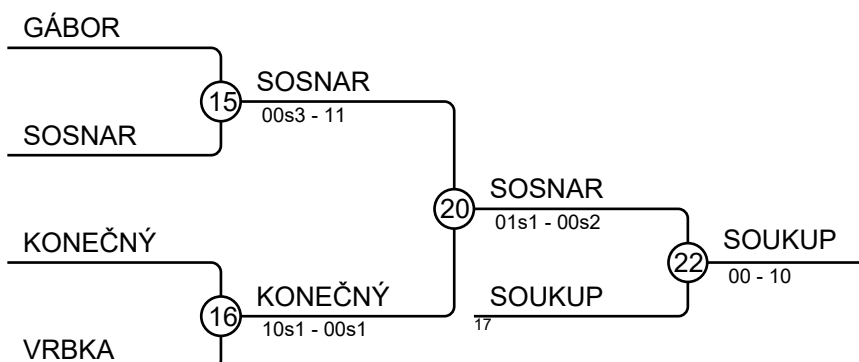 GÁBOR
15
SOSNAR
00s3 - 11
SOSNAR
20
SOSNAR
01s1 - 00s2
KONEČNÝ
22
SOUKUP
00 - 10
16
KONEČNÝ
10s1 - 00s1
SOUKUP
17
VRBKA